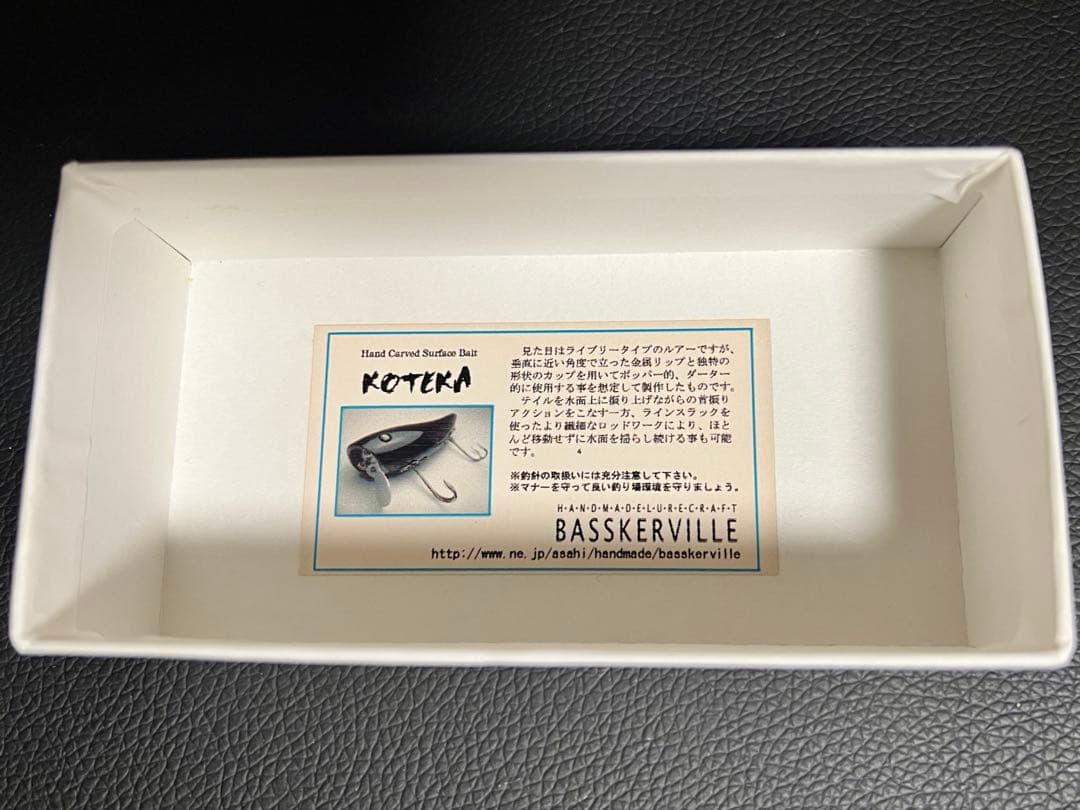 Hand Carved Surface Bait
KOTEKA
見た目はライブリータイプのルアーですが、
垂直に近い角度で立った金属リップと独特の
形状のカップを用いてポッパー的、ダーター
的に使用する事を想定して製作したものです。
テイルを水面上に振り上げながらの首振り
アクションをこなす一方、ラインスラックを
使ったより繊細なロッドワークにより、ほと
んど移動せずに水面を揺らし続ける事も可能
です。
※釣針の取扱いには充分注意して下さい。
※マナーを守って良い釣り場環境を守りましょう。
H・A・N・D・M・A・D・E・L・U・R・E・C・R・A・F・T
BASSKERVILLE
http://www.ne.jp/asahi/handmade/basskerville